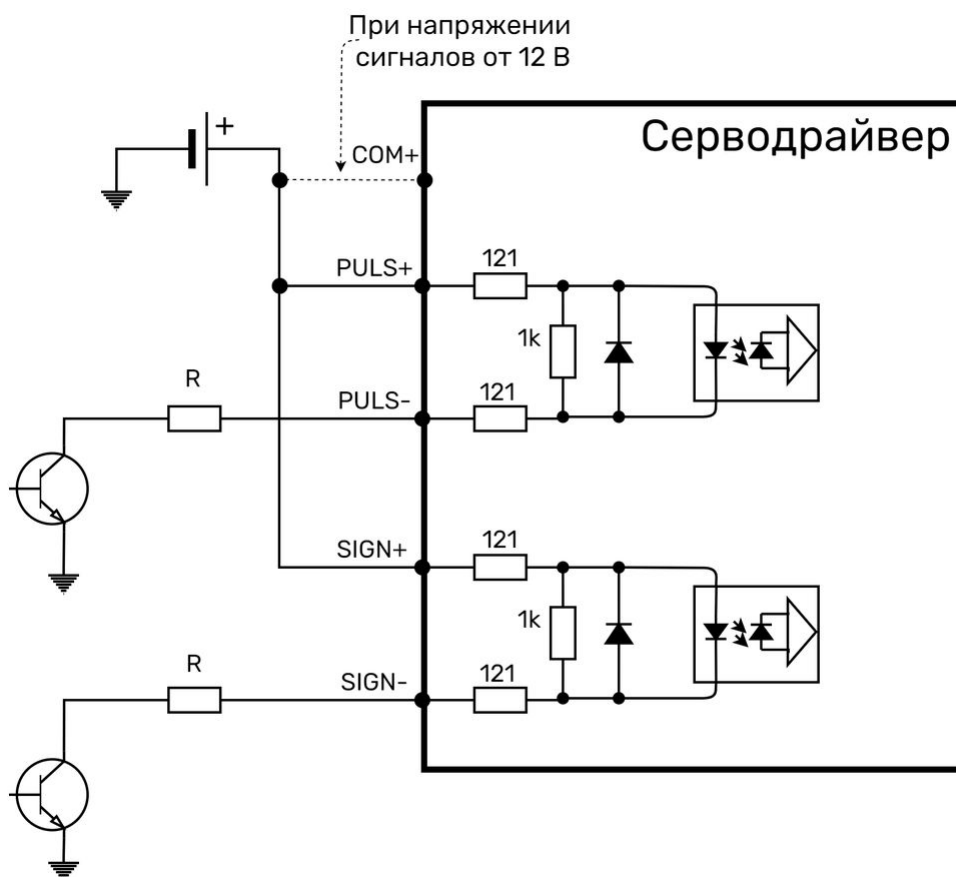 При напряжении
сигналов от 12 В
+
COM+
Серводрайвер
PULS+
121
1k
R
PULS-
121
SIGN+
121
1k
R
SIGN-
121